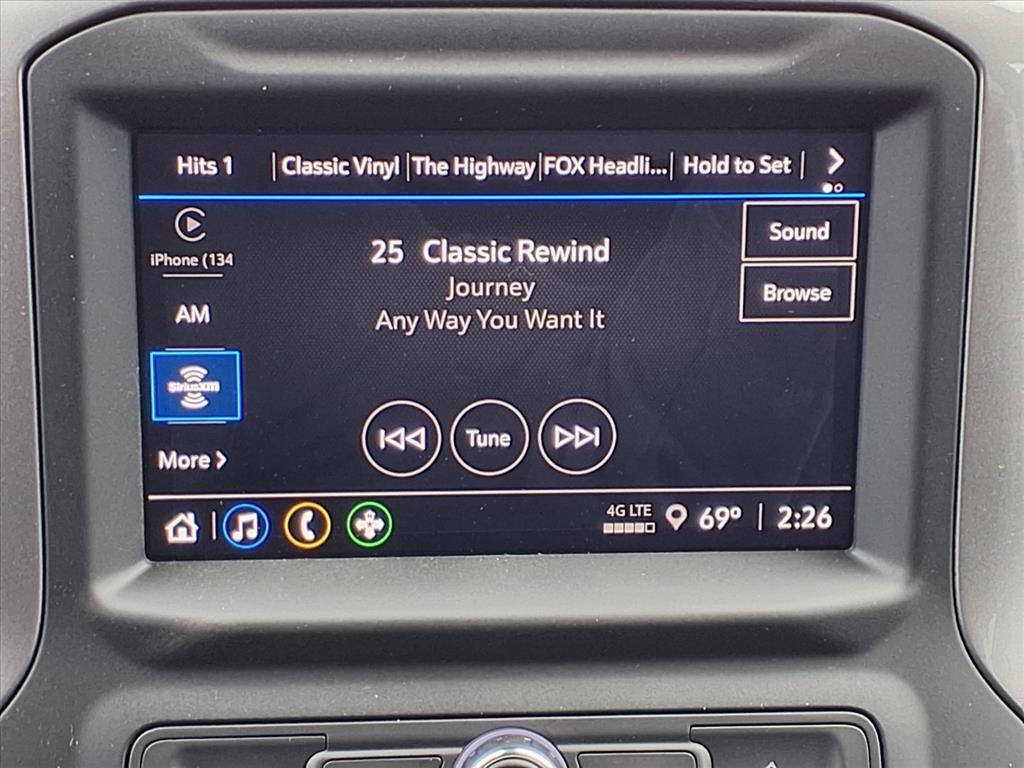 Hits 1 | Classic Vinyl | The Highway | FOX Headli... | Hold to Set |
iPhone (134
AM
SiriusXM
More
25 Classic Rewind
Journey
Any Way You Want It
Sound
Browse
Tune
4G LTE
69° | 2:26